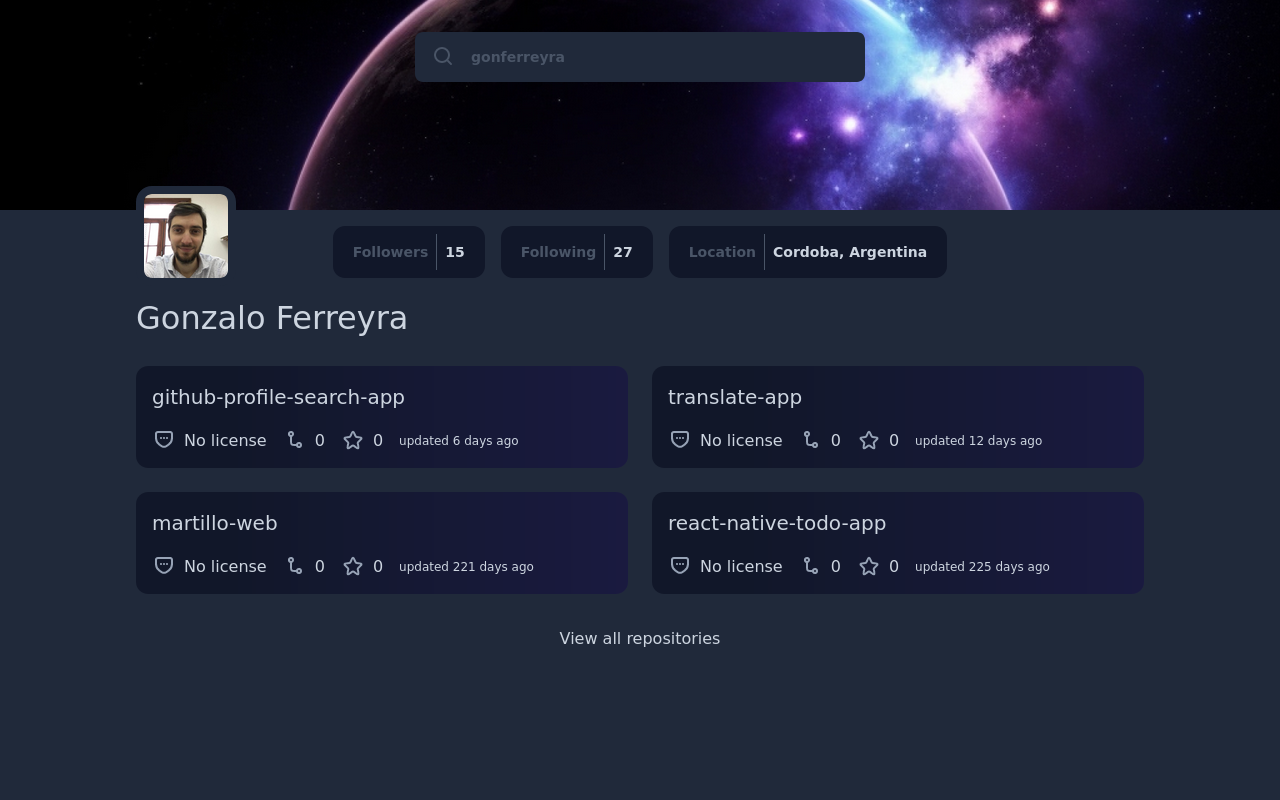 gonferreyra
Followers 15 Following 27 Location Cordoba, Argentina
Gonzalo Ferreyra
github-profile-search-app
No license 0 0 updated 6 days ago
translate-app
No license 0 0 updated 12 days ago
martillo-web
No license 0 0 updated 221 days ago
react-native-todo-app
No license 0 0 updated 225 days ago
View all repositories